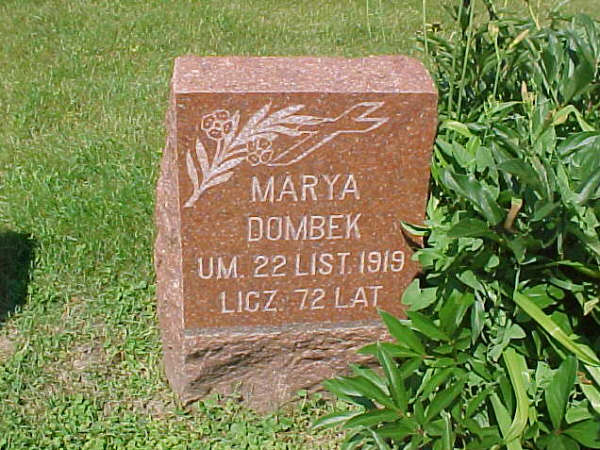 MARYA
DOMBEK
UM. 22 LIST. 1919
LICZ. 72 LAT